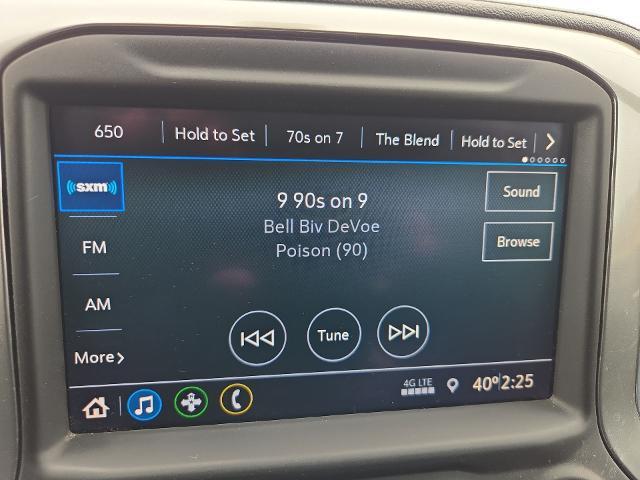 650 Hold to Set 70s on 7 The Blend Hold to Set
((sxm))
FM
AM
More
9 90s on 9
Bell Biv DeVoe
Poison (90)
Sound
Browse
Tune
4G LTE
40° 2:25